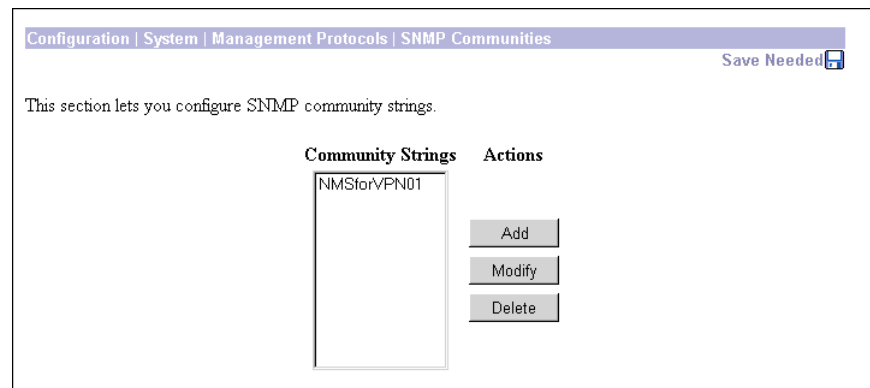 Configuration | System | Management Protocols | SNMP Communities
Save Needed
This section lets you configure SNMP community strings.
Community Strings Actions
NMSforVPN01
Add
Modify
Delete